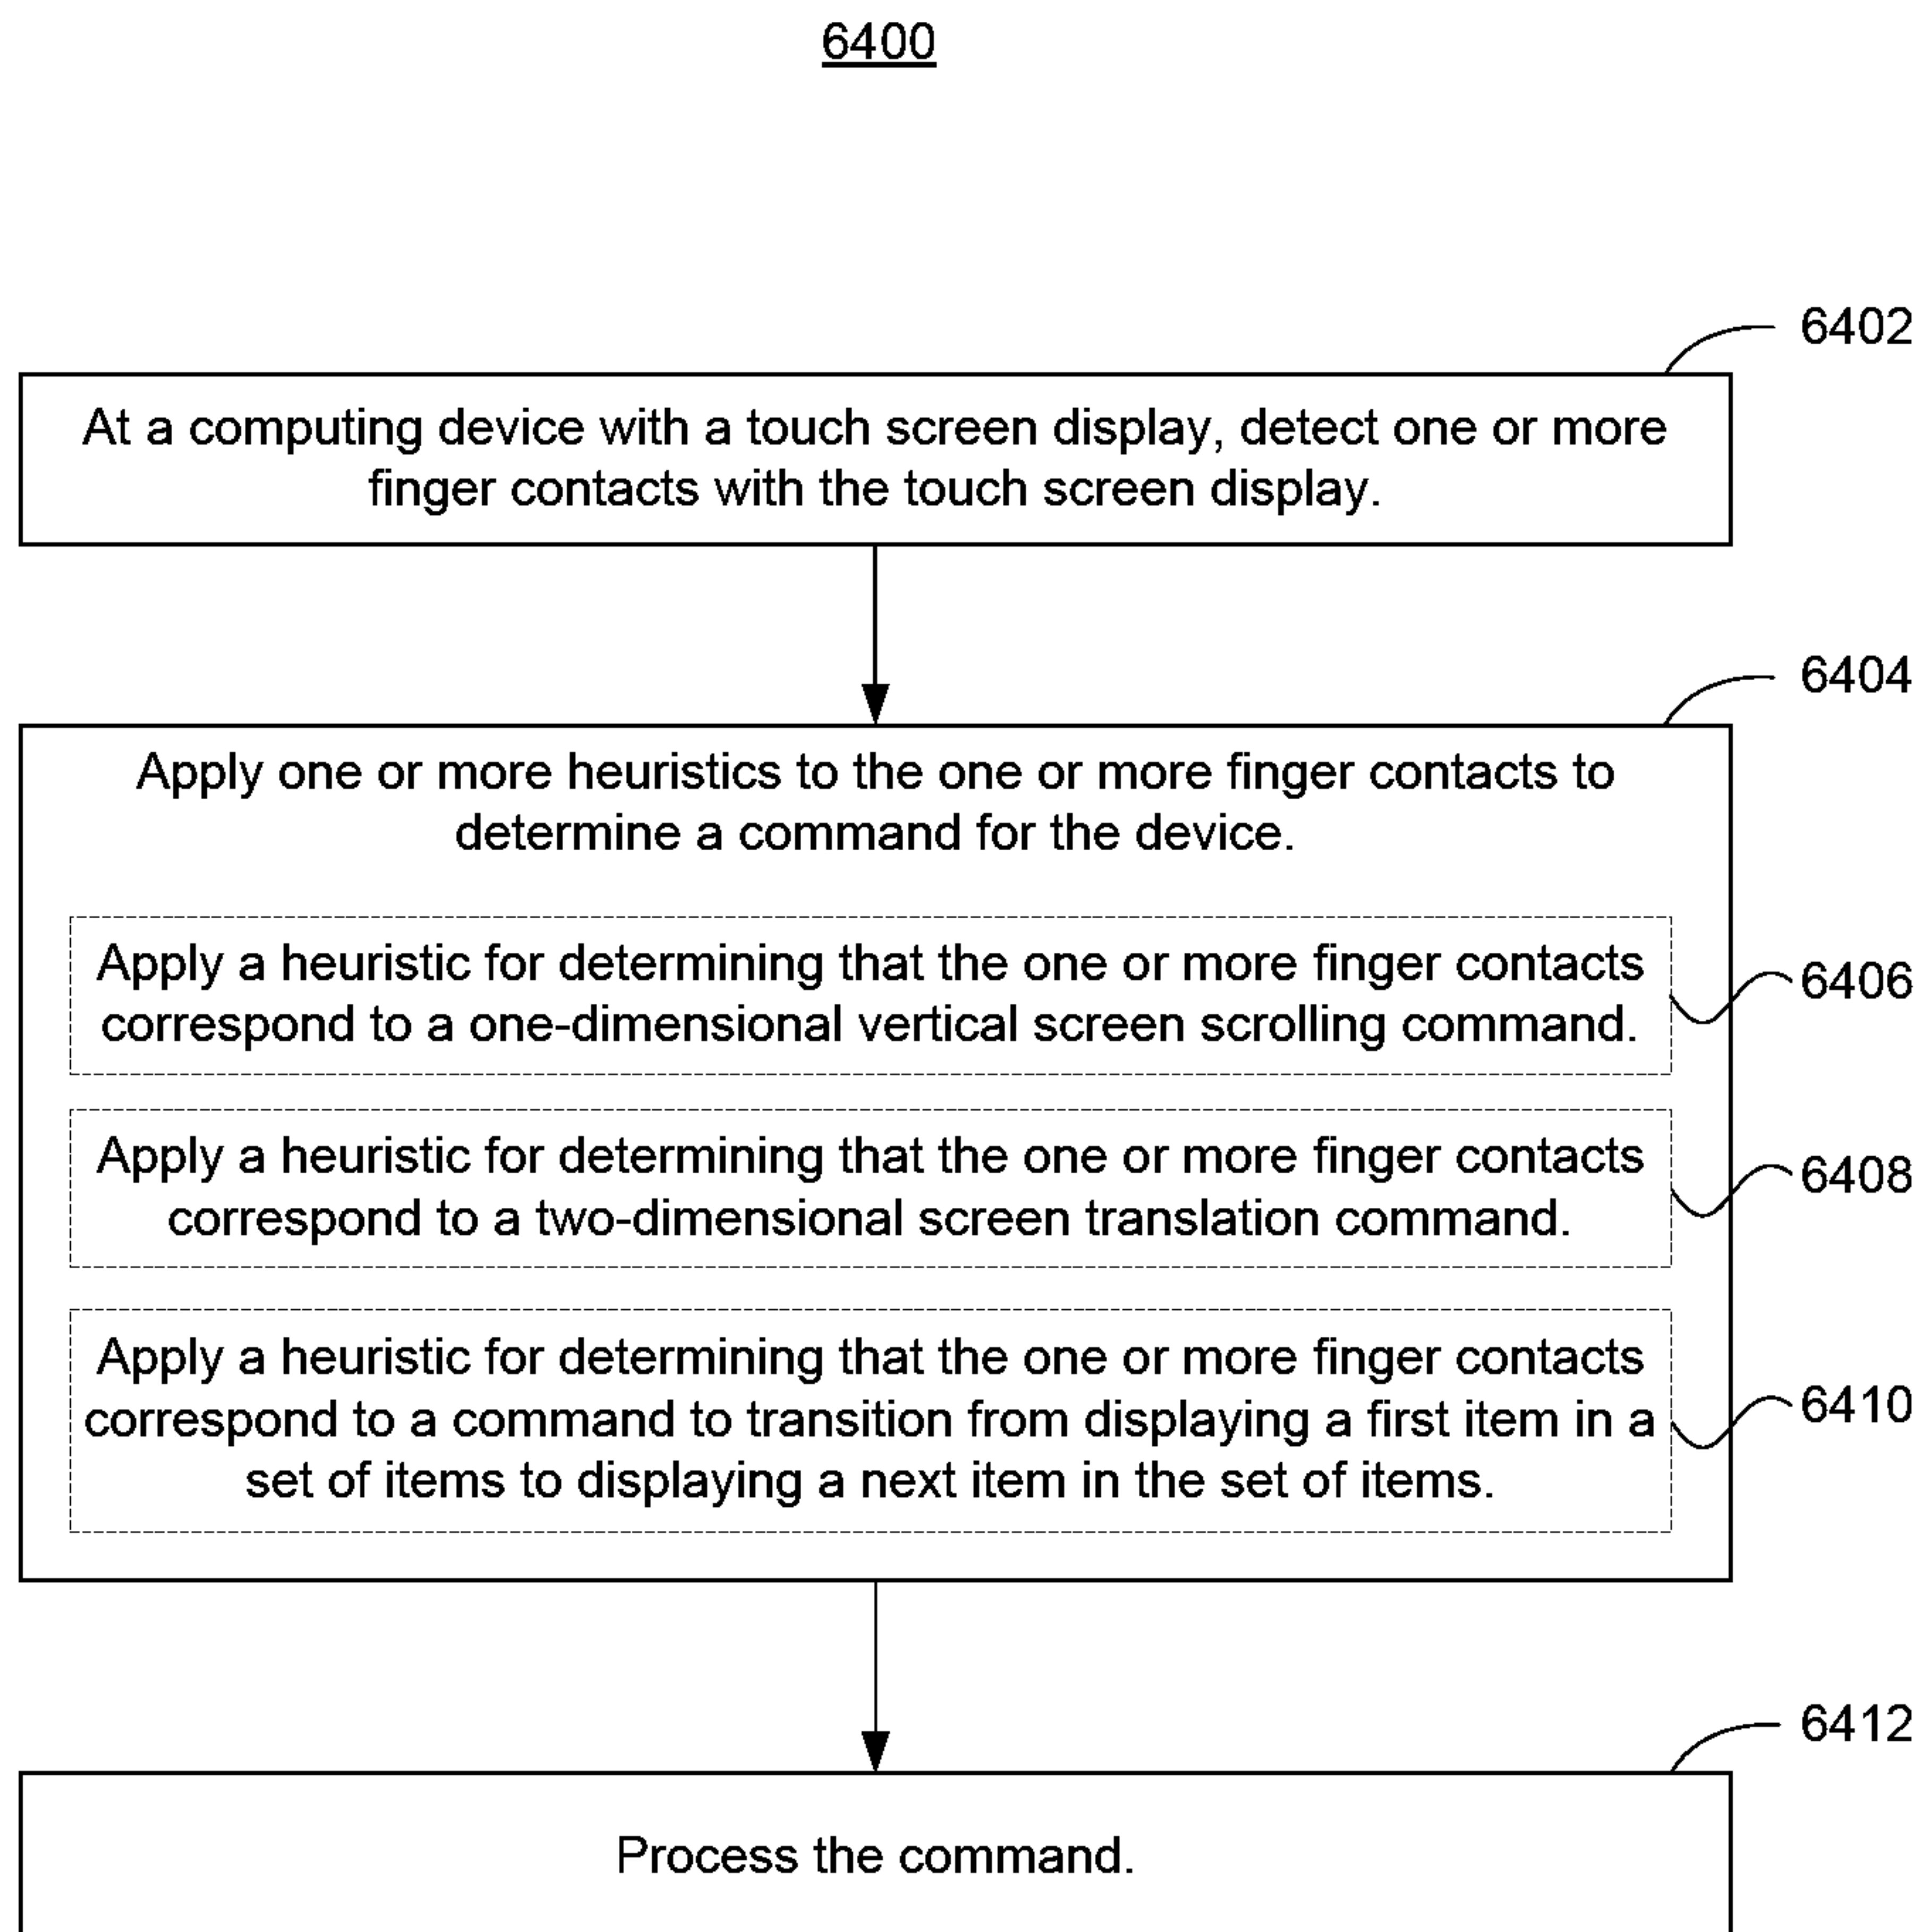 6400
6402
At a computing device with a touch screen display, detect one or more
finger contacts with the touch screen display.
6404
Apply one or more heuristics to the one or more finger contacts to
determine a command for the device.
Apply a heuristic for determining that the one or more finger contacts
correspond to a one-dimensional vertical screen scrolling command.
6406
Apply a heuristic for determining that the one or more finger contacts
correspond to a two-dimensional screen translation command.
6408
Apply a heuristic for determining that the one or more finger contacts
correspond to a command to transition from displaying a first item in a
set of items to displaying a next item in the set of items.
6410
6412
Process the command.